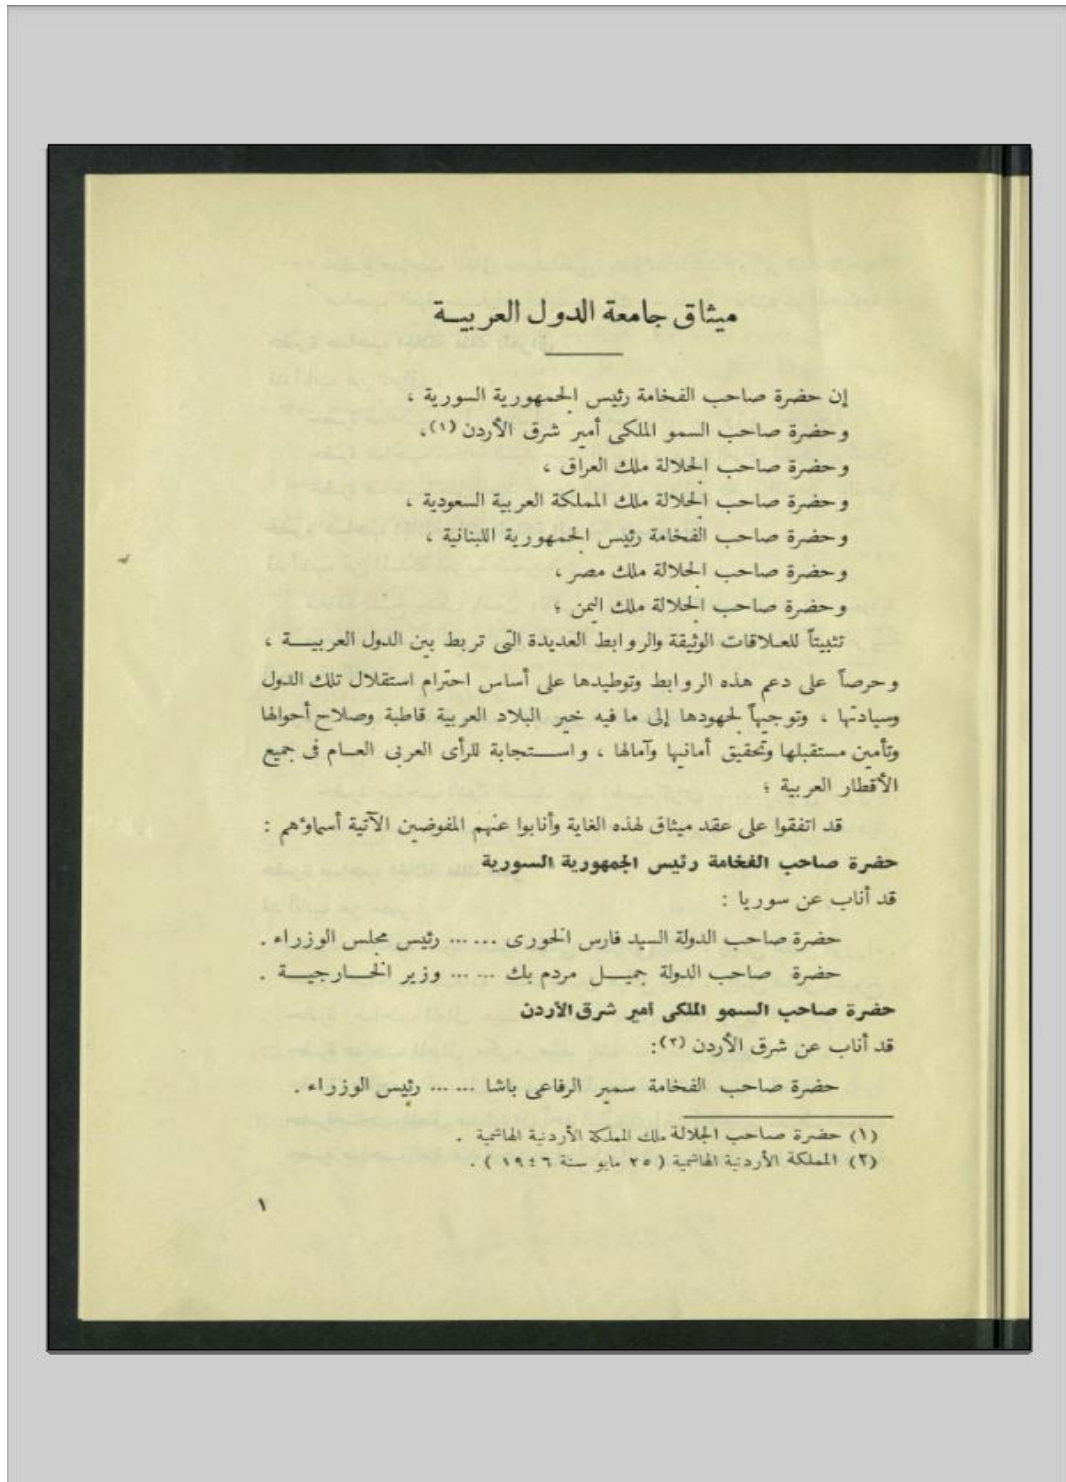 ميثاق جامعة الدول العربيــة
إن حضرة صاحب الفخامة رئيس الجمهورية السورية ،
وحضرة صاحب السمو الملكى أمير شرق الأردن (١)،
وحضرة صاحب الجلالة ملك العراق ،
وحضرة صاحب الجلالة ملك المملكة العربية السعودية ،
وحضرة صاحب الفخامة رئيس الجمهورية اللبنانية ،
وحضرة صاحب الجلالة ملك مصر ،
وحضرة صاحب الجلالة ملك اليمن ؛
تثبيتاً للعـلاقات الوثيقة والروابط العديدة التى تربط بين الدول العربيـــة ،
وحرصاً على دعم هذه الروابط وتوطيدها على أساس احترام استقلال تلك الدول
وسيادتها ، وتوجيهاً لجهودها إلى ما فيه خير البلاد العربية قاطبة وصلاح أحوالها
وتأمين مستقبلها وتحقيق أمانيها وآمالها ، واســـتجابة للرأى العربى العــام فى جميع
الأقطار العربية ؛
قد اتفقوا على عقد ميثاق لهذه الغاية وأنابوا عنهم المفوضين الآتية أسماؤهم :
حضرة صاحب الفخامة رئيس الجمهورية السورية
قد أناب عن سوريا :
حضرة صاحب الدولة السيد فارس الخورى ... ... رئيس مجلس الوزراء .
حضرة صاحب الدولة جميــل مردم بك ... ... وزير الخــارجيـــة .
حضرة صاحب السمو الملكى أمير شرق الأردن
قد أناب عن شرق الأردن (٢):
حضرة صاحب الفخامة سمير الرفاعى باشا ... ... رئيس الوزراء .
(١) حضرة صاحب الجلالة ملك المملكة الأردنية الهاشمية .
(٢) المملكة الأردنية الهاشمية ( ٢٥ مايو سنة ١٩٤٦ ) .
١